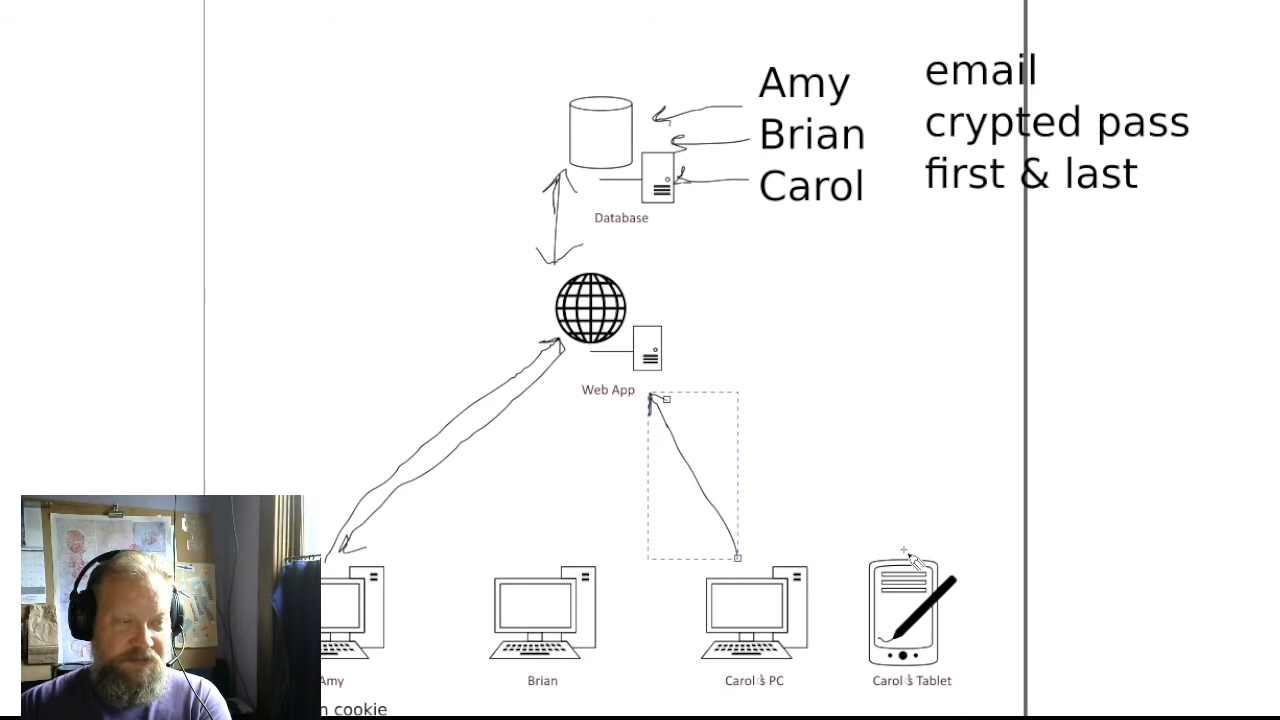 Amy
Brian
Carol
email
crypted pass
first & last
Database
Web App
Amy
Brian
Carol's PC
Carol's Tablet
cookie